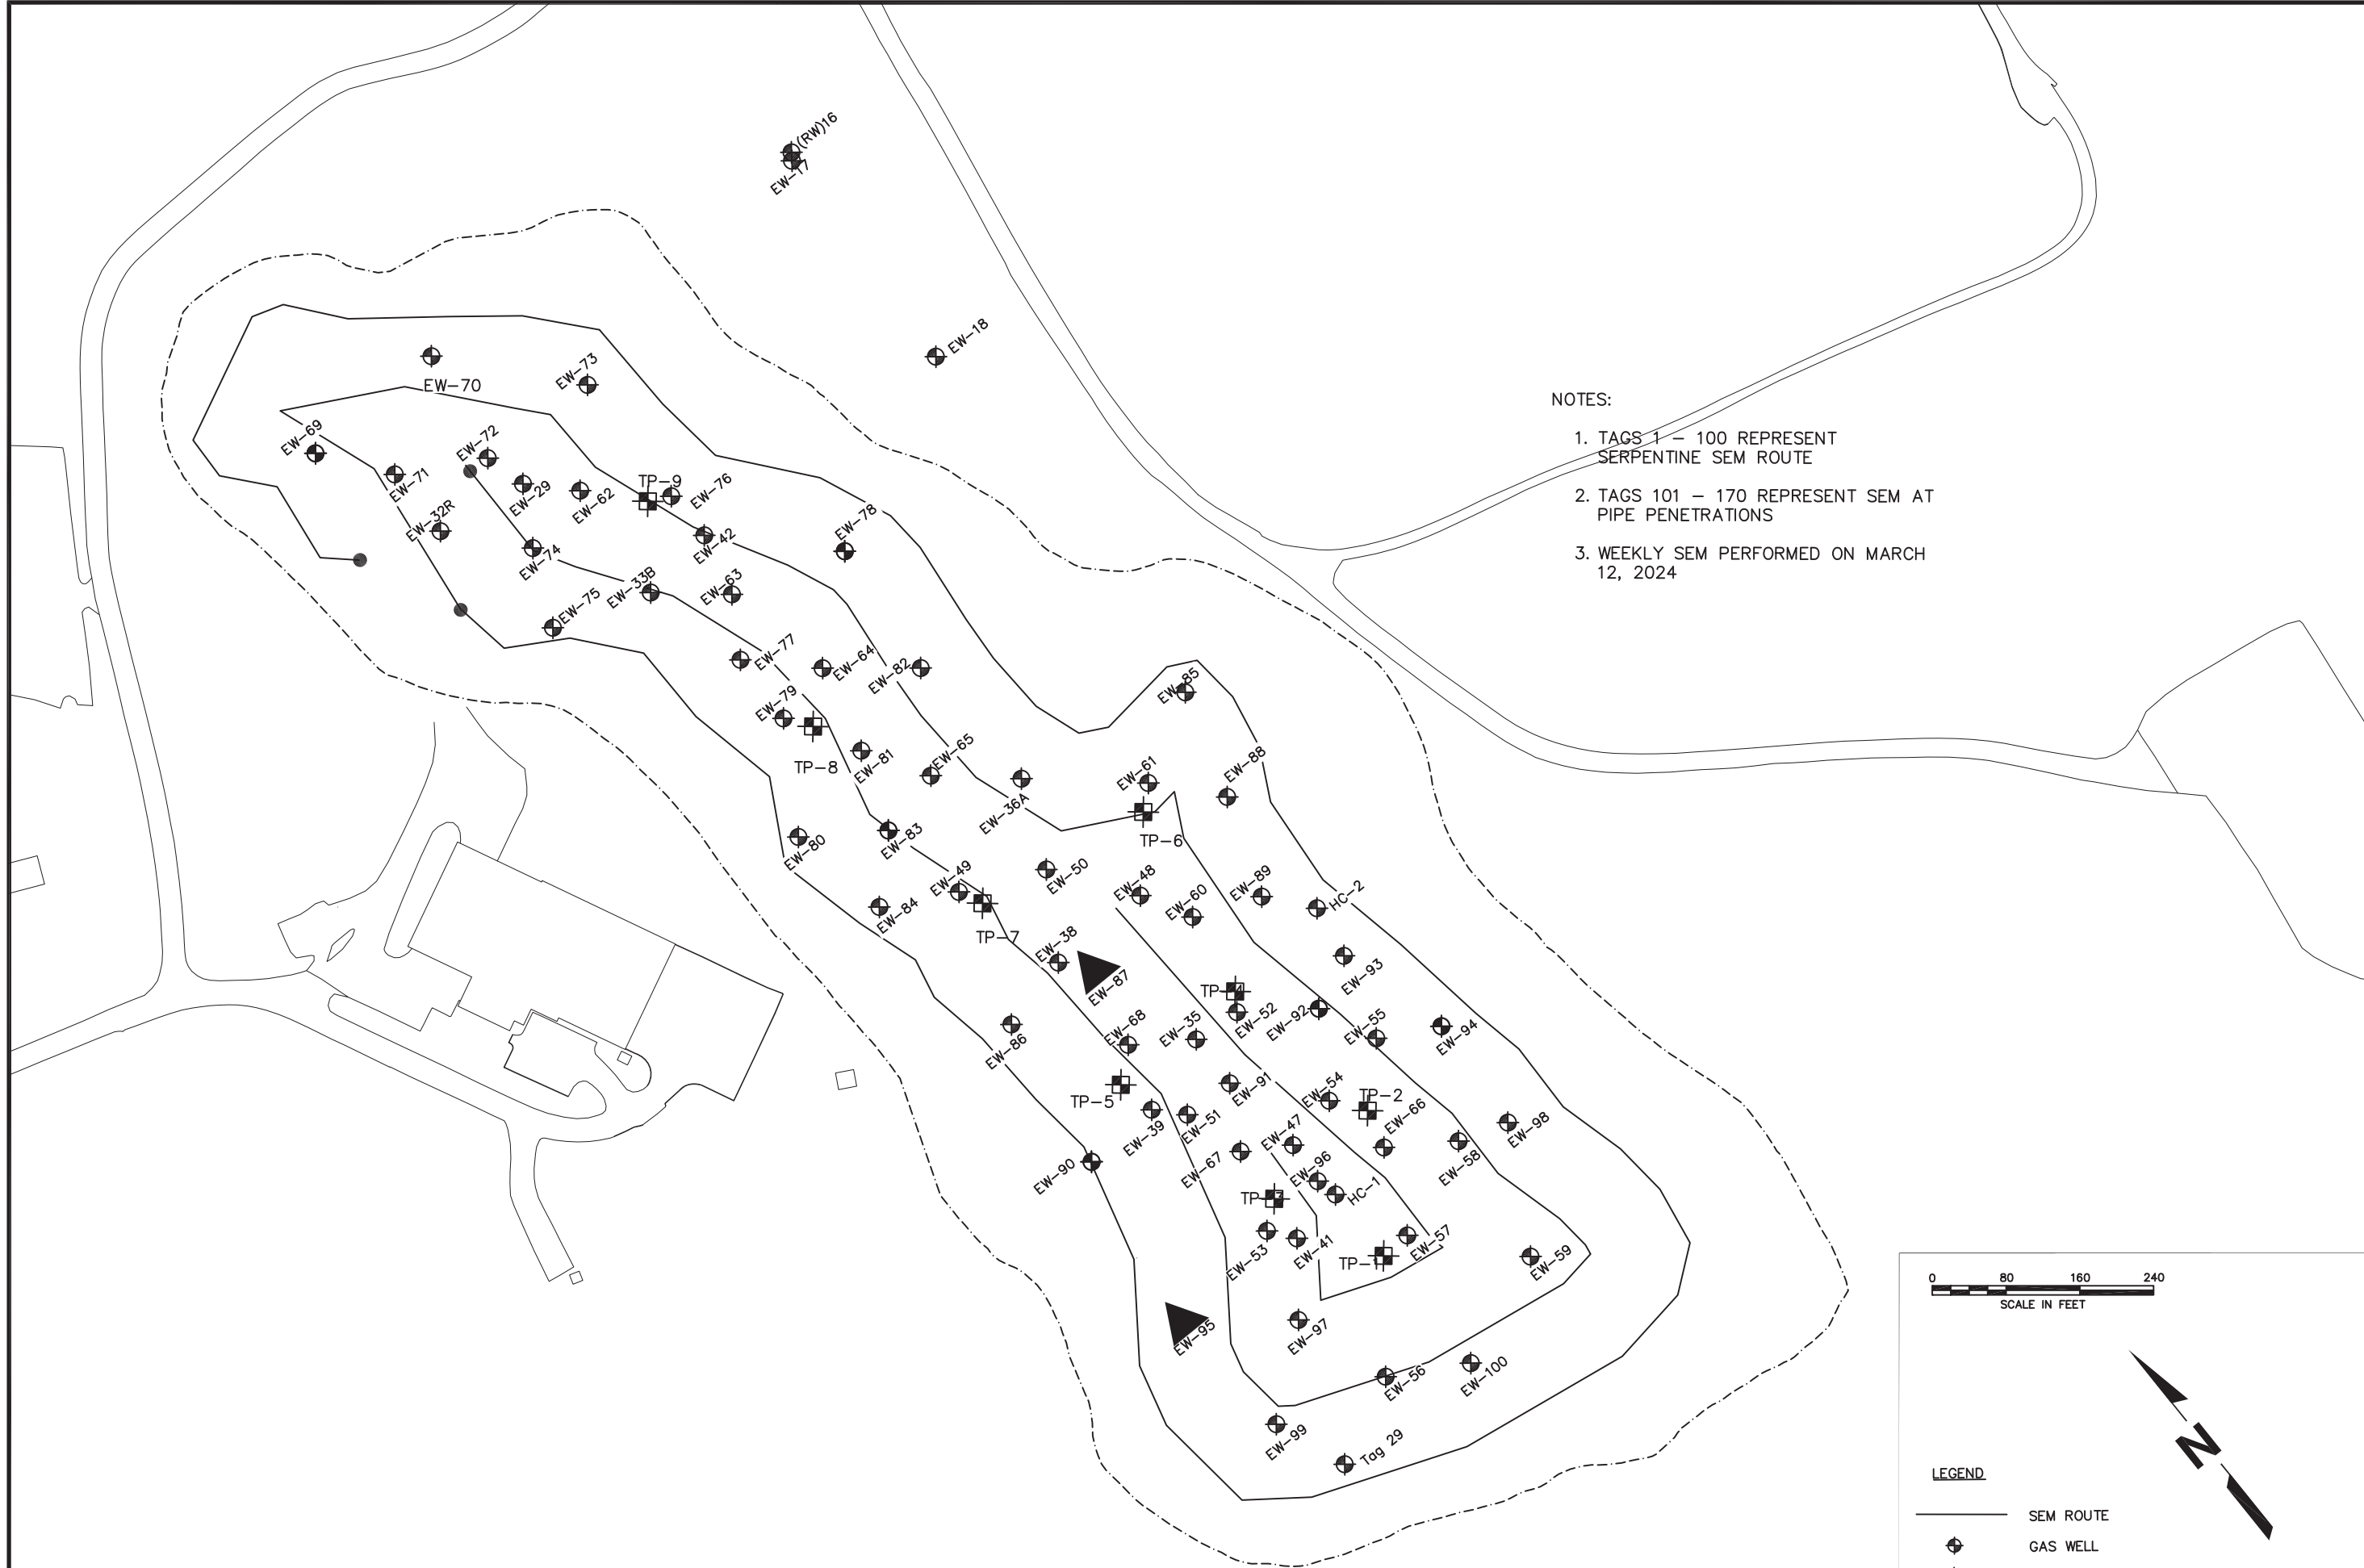 (RW)16
EW-17
EW-18
EW-73
EW-70
NOTES:
1. TAGS 1 – 100 REPRESENT
SERPENTINE SEM ROUTE
2. TAGS 101 – 170 REPRESENT SEM AT
PIPE PENETRATIONS
3. WEEKLY SEM PERFORMED ON MARCH
12, 2024
EW-69
EW-72
EW-71
EW-29
EW-62
TP-9
EW-76
EW-32R
EW-74
EW-42
EW-78
EW-33B
EW-63
EW-75
EW-77
EW-64
EW-82
EW-85
EW-79
TP-8
EW-81
EW-65
EW-36A
EW-61
EW-88
TP-6
EW-80
EW-83
EW-49
EW-50
EW-48
EW-60
EW-89
HC-2
EW-84
TP-7
EW-38
EW-87
EW-93
TP-4
EW-52
EW-92
EW-55
EW-94
EW-86
EW-68
EW-35
TP-5
EW-39
EW-51
EW-91
EW-54
TP-2
EW-66
EW-58
EW-98
EW-90
EW-67
EW-47
EW-96
HC-1
TP-3
EW-53
EW-41
TP-1
EW-57
EW-59
EW-95
EW-97
EW-56
EW-100
EW-99
Tag 29
0 80 160 240
SCALE IN FEET
N
LEGEND
SEM ROUTE
GAS WELL